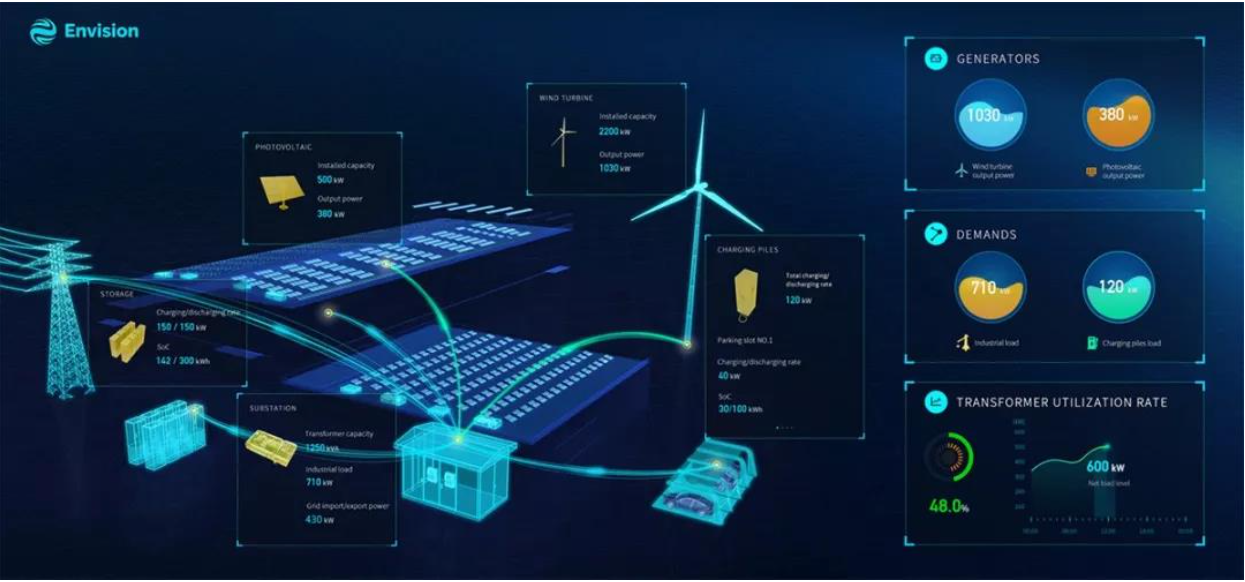 Envision
PHOTOVOLTAIC
Installed capacity
500 kW
Output power
380 kW
WIND TURBINE
Installed capacity
2200 kW
Output power
1030 kW
STORAGE
Charging/discharging rate
150 / 150 kW
SoC
142 / 300 kWh
SUBSTATION
Transformer capacity
1250 kVA
Industrial load
710 kW
Grid import/export power
430 kW
CHARGING PILES
Total charging/
discharging rate
120 kW
Parking slot NO.1
Charging/discharging rate
40 kW
SoC
30/100 kWh
GENERATORS
1030 kW
380 kW
Wind turbine
output power
Photovoltaic
output power
DEMANDS
710 kW
120 kW
Industrial load
Charging piles load
TRANSFORMER UTILIZATION RATE
48.0%
600 kW
Net load level